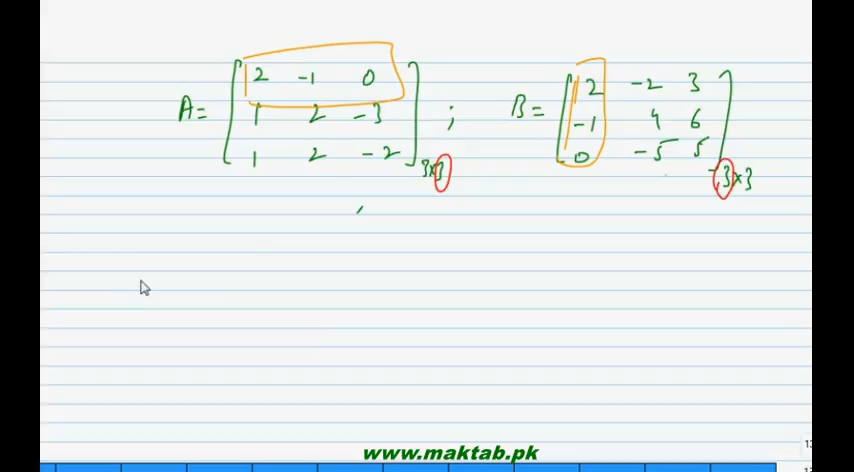 A = [ 2 -1 0 ; B = [ 2 -2 3
1 2 -3 -1 4 6
1 2 -2 ] 3×3 0 -5 5 ] 3×3
www.maktab.pk